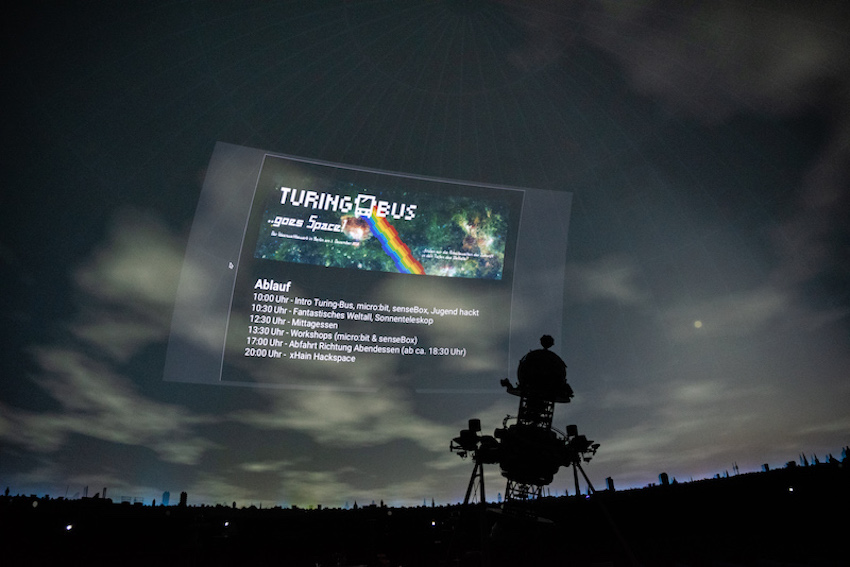 TURING BUS
..goes Space!
Ablauf
10:00 Uhr - Intro Turing-Bus, micro:bit, senseBox, Jugend hackt
10:30 Uhr - Fantastisches Weltall, Sonnenteleskop
12:30 Uhr - Mittagessen
13:30 Uhr - Workshops (micro:bit & senseBox)
17:00 Uhr - Abfahrt Richtung Abendessen (ab ca. 18:30 Uhr)
20:00 Uhr - xHain Hackspace